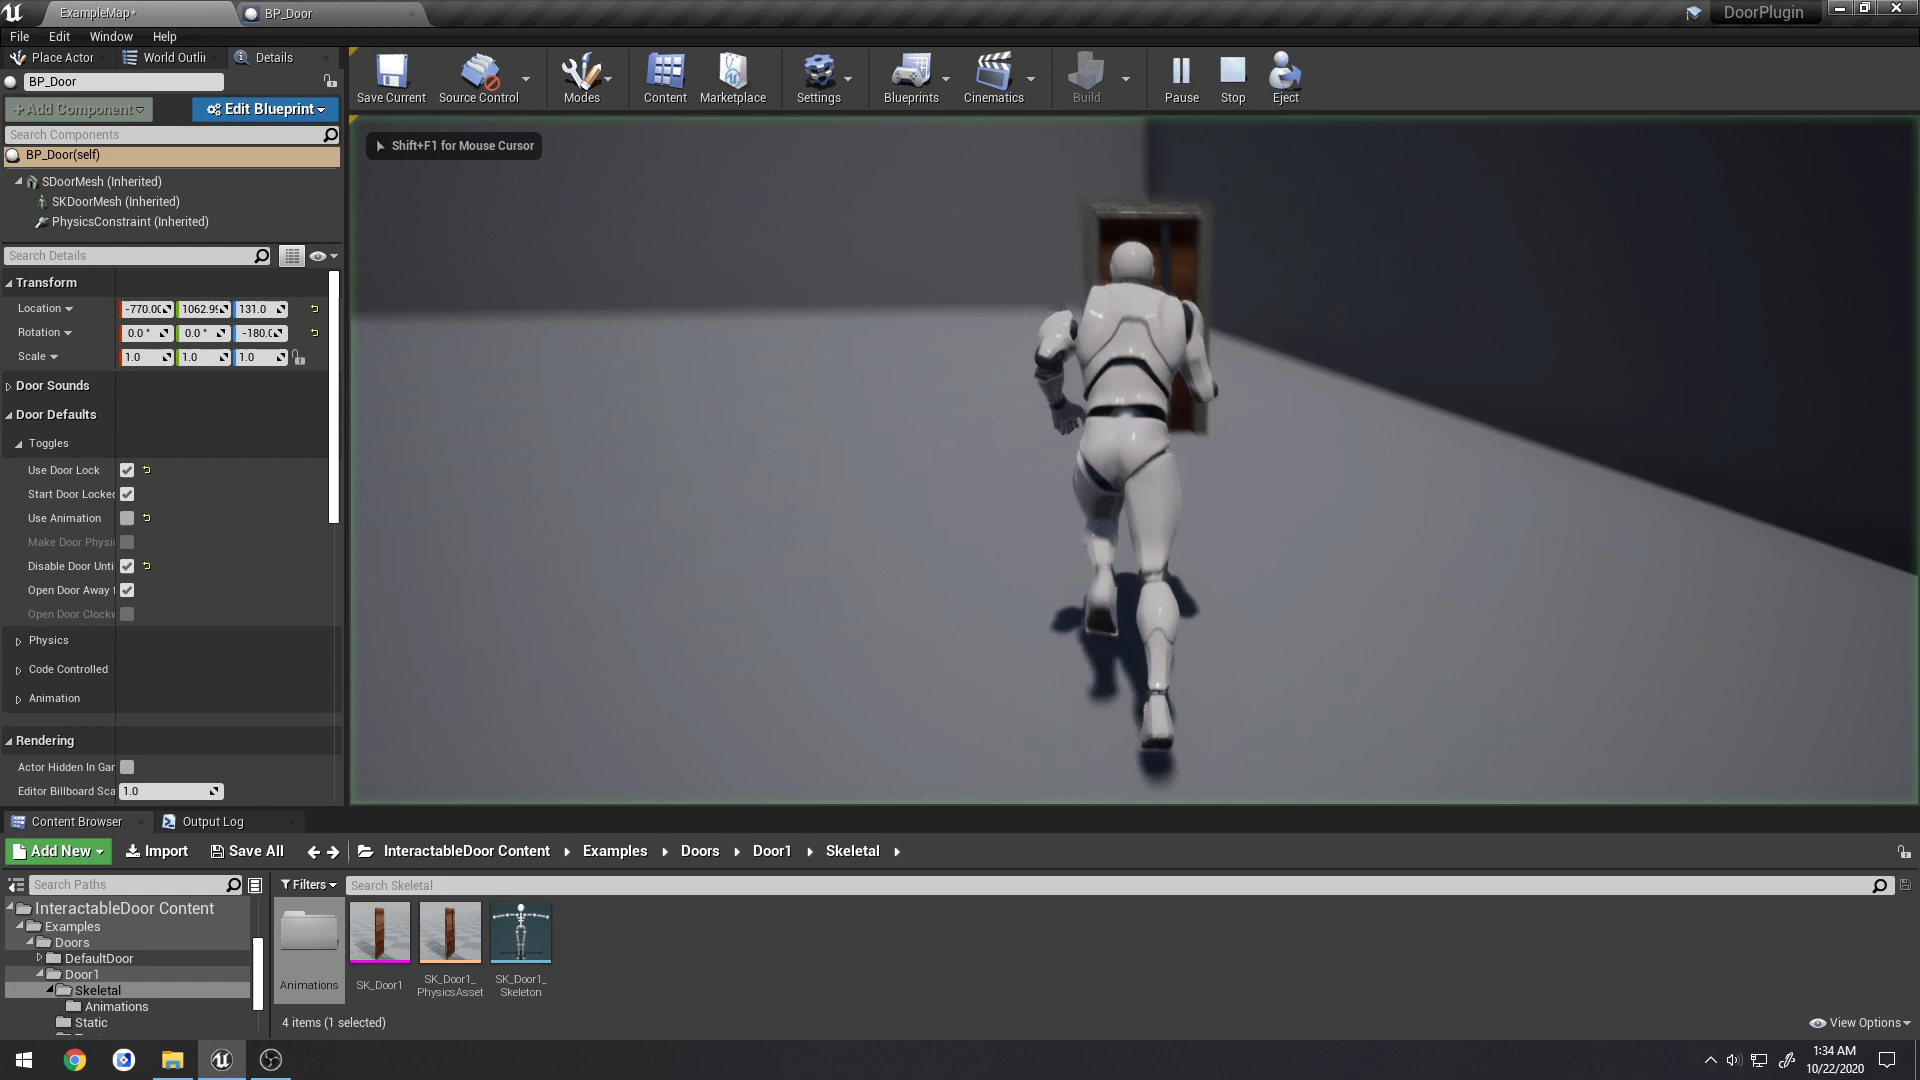 ExampleMap*
BP_Door
DoorPlugin
File Edit Window Help
Place Actor World Outli Details
BP_Door
+Add Component Edit Blueprint
Search Components
BP_Door(self)
SDoorMesh (Inherited)
SKDoorMesh (Inherited)
PhysicsConstraint (Inherited)
Search Details
Transform
Location -770.00 1062.99 131.0
Rotation 0.0 ° 0.0 ° -180.0
Scale 1.0 1.0 1.0
Door Sounds
Door Defaults
Toggles
Use Door Lock
Start Door Locked
Use Animation
Make Door Physi
Disable Door Unti
Open Door Away
Open Door Clockw
Physics
Code Controlled
Animation
Rendering
Actor Hidden In Gar
Editor Billboard Sca 1.0
Save Current Source Control Modes Content Marketplace Settings Blueprints Cinematics Build Pause Stop Eject
Shift+F1 for Mouse Cursor
Content Browser Output Log
Add New Import Save All InteractableDoor Content Examples Doors Door1 Skeletal
Search Paths
InteractableDoor Content
Examples
Doors
DefaultDoor
Door1
Skeletal
Animations
Static
Filters Search Skeletal
Animations
SK_Door1
SK_Door1_
PhysicsAsset
SK_Door1_
Skeleton
4 items (1 selected)
View Options
1:34 AM
10/22/2020